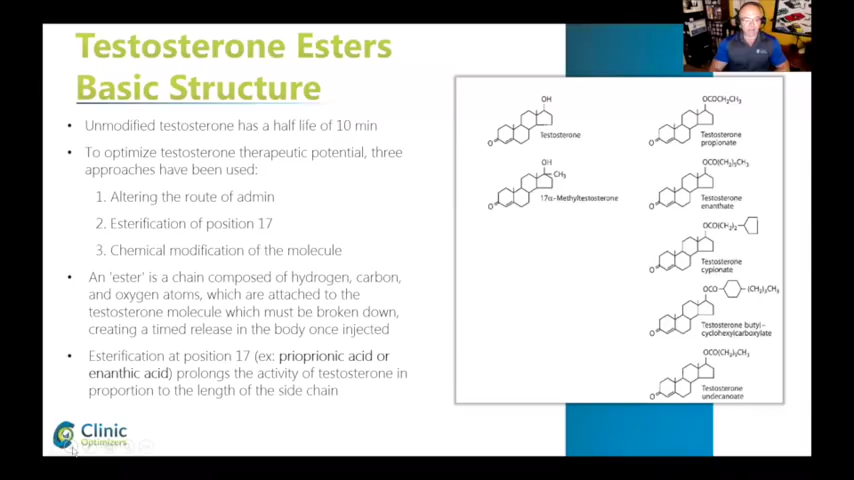 Testosterone Esters
Basic Structure
• Unmodified testosterone has a half life of 10 min
• To optimize testosterone therapeutic potential, three
approaches have been used:
1. Altering the route of admin
2. Esterification of position 17
3. Chemical modification of the molecule
• An 'ester' is a chain composed of hydrogen, carbon,
and oxygen atoms, which are attached to the
testosterone molecule which must be broken down,
creating a timed release in the body once injected
• Esterification at position 17 (ex: prioprionic acid or
enanthic acid) prolongs the activity of testosterone in
proportion to the length of the side chain
Clinic
Optimizers
OH
O
Testosterone
OH
CH₃
O
17α-Methyltestosterone
OCOCH₂CH₃
O
Testosterone
propionate
O
Testosterone
enanthate
OCO(CH₂)₂
O
Testosterone
cypionate
OCO
O
Testosterone butyl-
cyclohexylcarboxylate
O
Testosterone
undecanoate